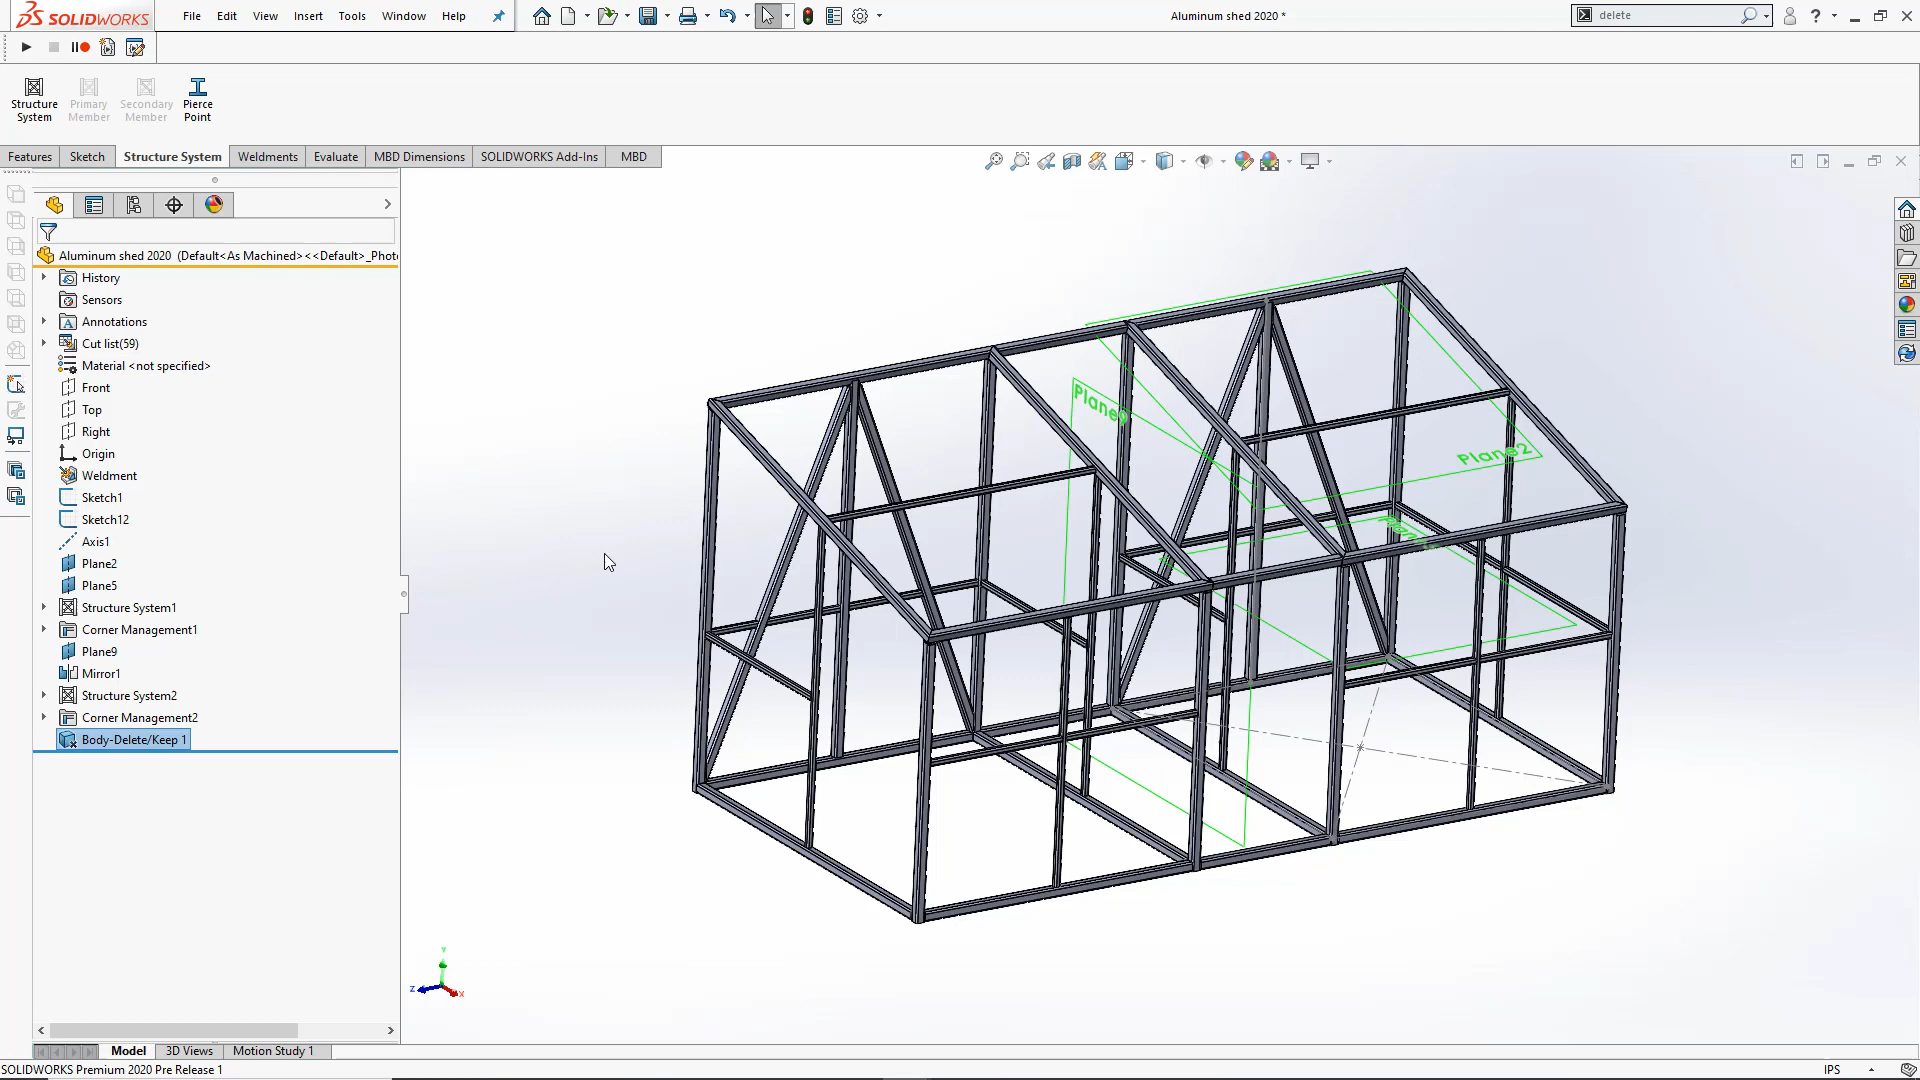 SOLIDWORKS
File Edit View Insert Tools Window Help
Aluminum shed 2020 *
delete
Structure System
Primary Member
Secondary Member
Pierce Point
Features Sketch Structure System Weldments Evaluate MBD Dimensions SOLIDWORKS Add-Ins MBD
Aluminum shed 2020 (Default<As Machined><<Default>_Phot
History
Sensors
Annotations
Cut list(59)
Material <not specified>
Front
Top
Right
Origin
Weldment
Sketch1
Sketch12
Axis1
Plane2
Plane5
Structure System1
Corner Management1
Plane9
Mirror1
Structure System2
Corner Management2
Body-Delete/Keep 1
Plane9
Plane2
Y
Z
X
Model 3D Views Motion Study 1
SOLIDWORKS Premium 2020 Pre Release 1
IPS